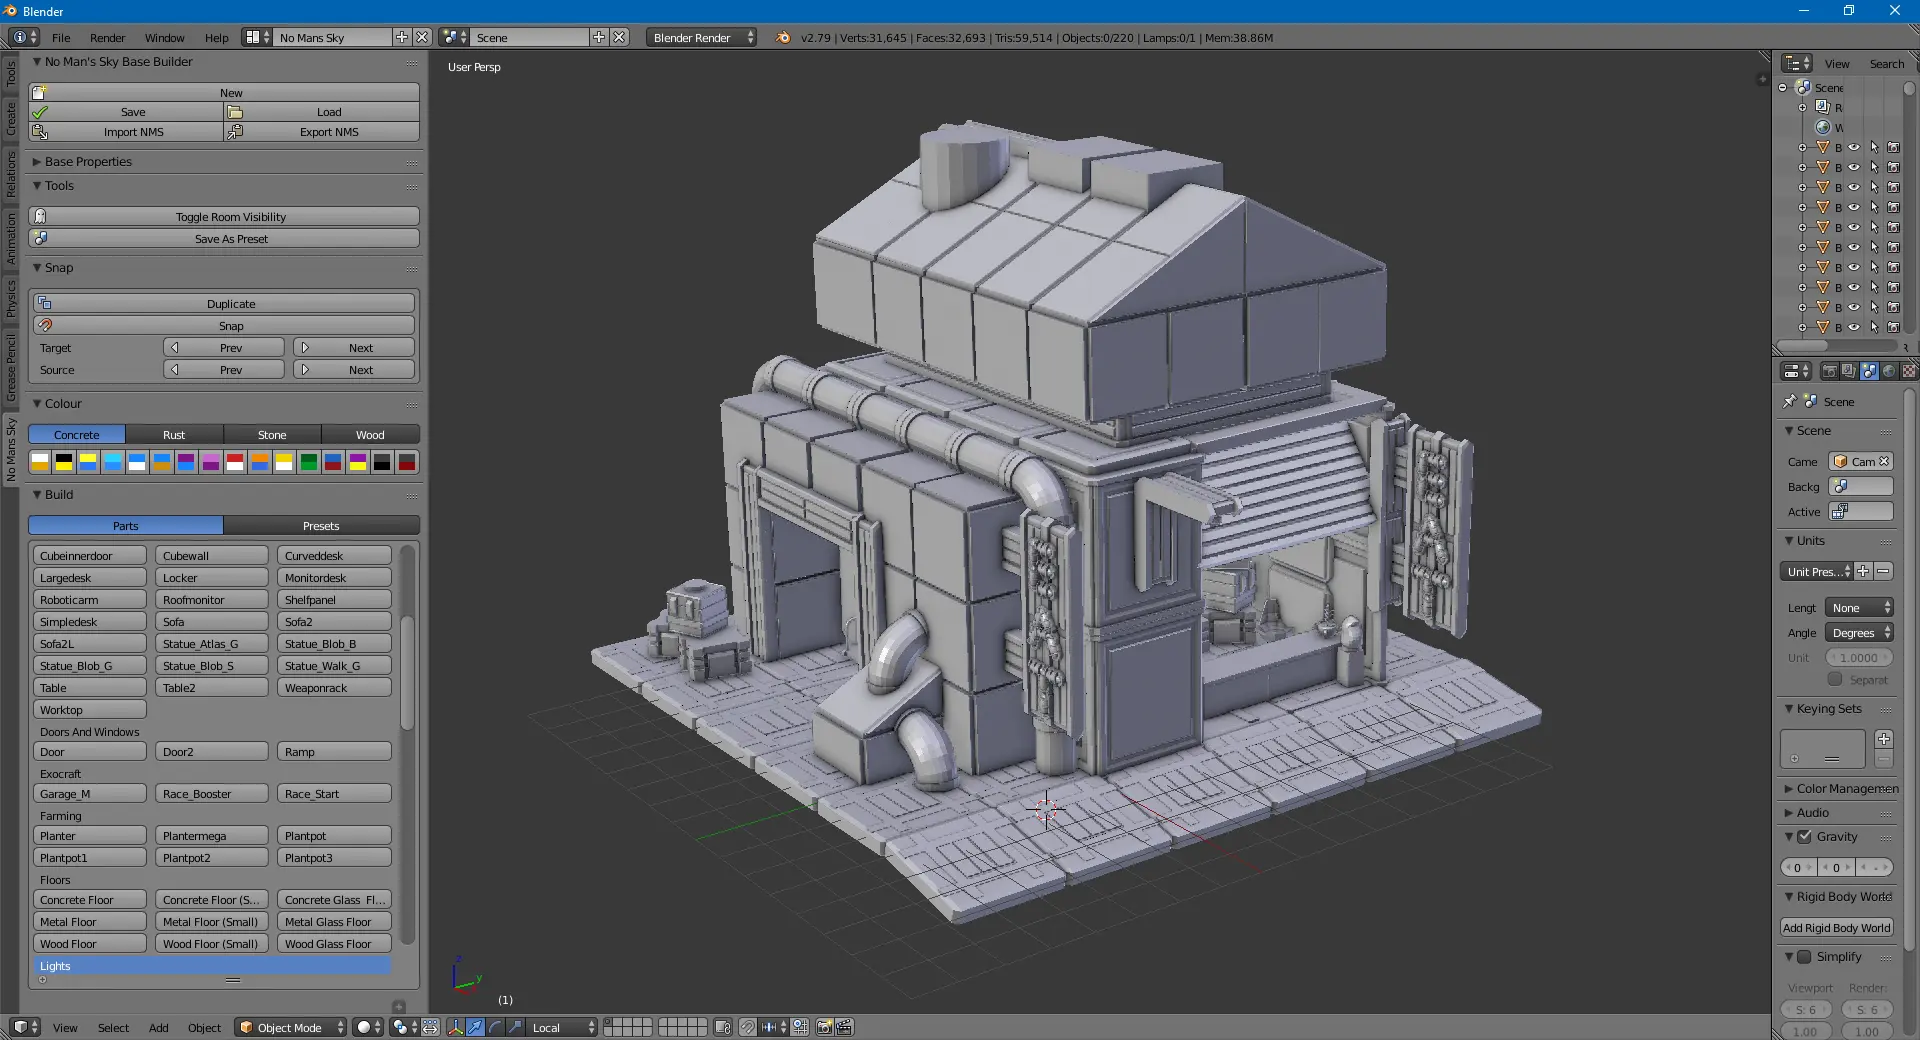 Blender
File Render Window Help No Mans Sky Scene Blender Render v2.79 | Verts:31,645 | Faces:32,693 | Tris:59,514 | Objects:0/220 | Lamps:0/1 | Mem:38.86M
Tools
Create
Relations
Animation
Physics
Grease Pencil
No Mans Sky
No Man's Sky Base Builder
New
Save Load
Import NMS Export NMS
Base Properties
Tools
Toggle Room Visibility
Save As Preset
Snap
Duplicate
Snap
Target Prev Next
Source Prev Next
Colour
Concrete Rust Stone Wood
Build
Parts Presets
Cubeinnerdoor Cubewall Curveddesk
Largedesk Locker Monitordesk
Roboticarm Roofmonitor Shelfpanel
Simpledesk Sofa Sofa2
Sofa2L Statue_Atlas_G Statue_Blob_B
Statue_Blob_G Statue_Blob_S Statue_Walk_G
Table Table2 Weaponrack
Worktop
Doors And Windows
Door Door2 Ramp
Exocraft
Garage_M Race_Booster Race_Start
Farming
Planter Plantermega Plantpot
Plantpot1 Plantpot2 Plantpot3
Floors
Concrete Floor Concrete Floor (S... Concrete Glass Fl...
Metal Floor Metal Floor (Small) Metal Glass Floor
Wood Floor Wood Floor (Small) Wood Glass Floor
Lights
User Persp
z
y
(1)
View Select Add Object Object Mode Local
View Search
Scene
R
W
B
B
B
B
B
B
B
B
B
B
Scene
Scene
Came Cam
Backg
Active
Units
Unit Pres...
Lengt None
Angle Degrees
Unit 1.0000
Separat
Keying Sets
Color Managemen
Audio
Gravity
0 0 -
Rigid Body World
Add Rigid Body World
Simplify
Viewport Render:
S: 6 S: 6
1.00 1.00